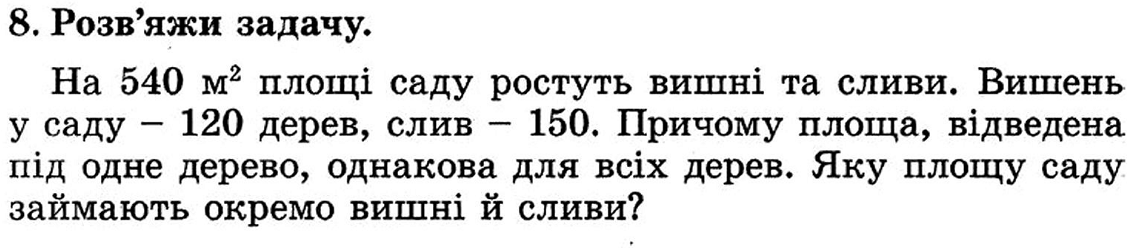 8. Розв’яжи задачу.
На 540 м² площі саду ростуть вишні та сливи. Вишень
у саду – 120 дерев, слив – 150. Причому площа, відведена
під одне дерево, однакова для всіх дерев. Яку площу саду
займають окремо вишні й сливи?